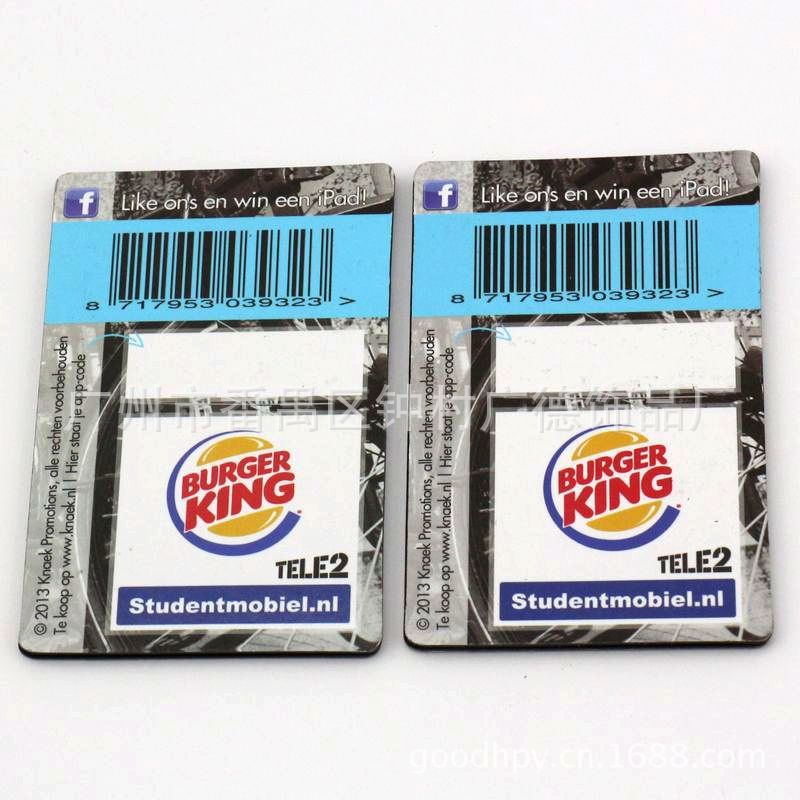 f Like ons en win een iPad!
8 717953 039323 >
© 2013 Knaek Promotions, alle rechten voorbehouden
Te koop op www.knaek.nl | Hier staat je app-code
BURGER
KING
TELE2
Studentmobiel.nl
f Like ons en win een iPad!
8 717953 039323 >
© 2013 Knaek Promotions, alle rechten voorbehouden
Te koop op www.knaek.nl | Hier staat je app-code
BURGER
KING
TELE2
Studentmobiel.nl
广州市番禺区钟村广德饰品厂
goodhpy.cn.1688.com